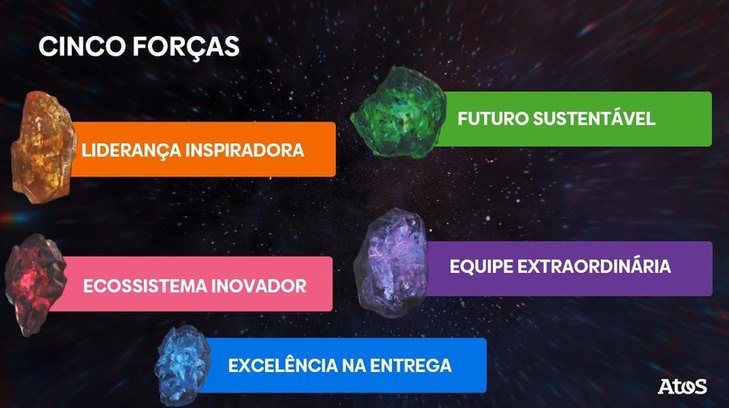 CINCO FORÇAS
LIDERANÇA INSPIRADORA
FUTURO SUSTENTÁVEL
ECOSSISTEMA INOVADOR
EQUIPE EXTRAORDINÁRIA
EXCELÊNCIA NA ENTREGA
Atos